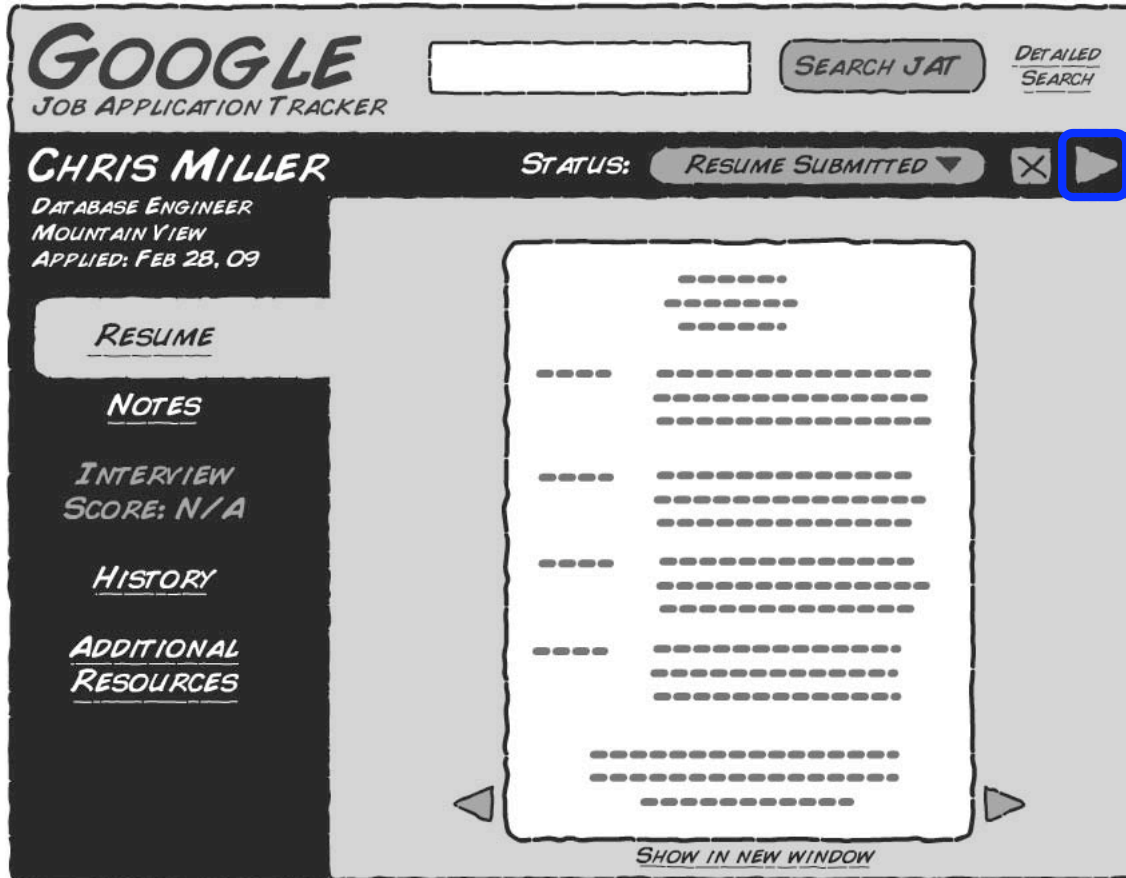 GOOGLE
JOB APPLICATION TRACKER
SEARCH JAT
DETAILED
SEARCH
CHRIS MILLER
STATUS:
RESUME SUBMITTED
DATABASE ENGINEER
MOUNTAIN VIEW
APPLIED: FEB 28, 09
RESUME
NOTES
INTERVIEW
SCORE: N/A
HISTORY
ADDITIONAL
RESOURCES
SHOW IN NEW WINDOW